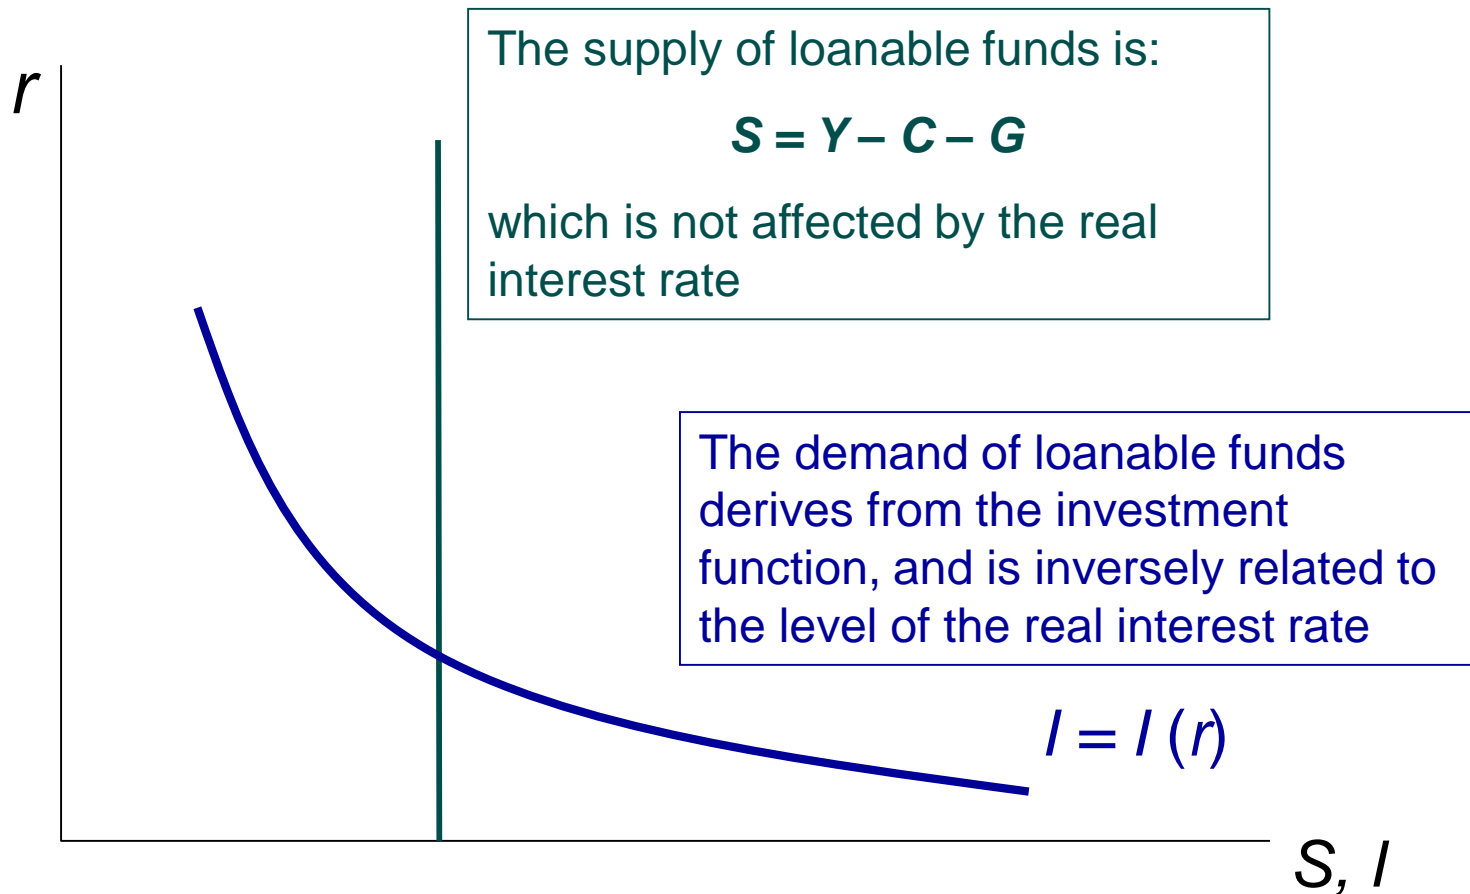 r
The supply of loanable funds is:
S = Y – C – G
which is not affected by the real
interest rate
The demand of loanable funds
derives from the investment
function, and is inversely related to
the level of the real interest rate
I = I (r)
S, I